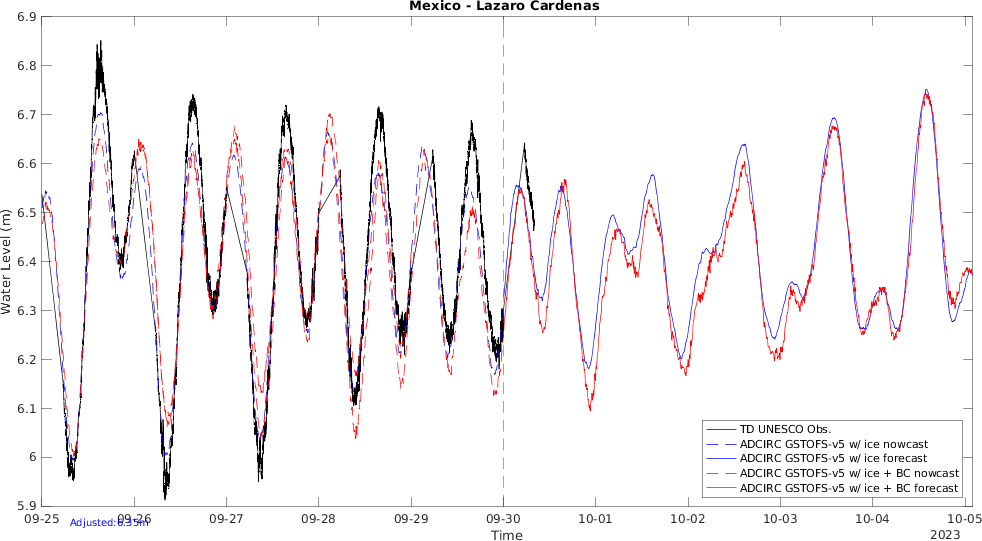 Mexico - Lazaro Cardenas
Water Level (m)
6.9
6.8
6.7
6.6
6.5
6.4
6.3
6.2
6.1
6
5.9
TD UNESCO Obs.
ADCIRC GSTOFS-v5 w/ ice nowcast
ADCIRC GSTOFS-v5 w/ ice forecast
ADCIRC GSTOFS-v5 w/ ice + BC nowcast
ADCIRC GSTOFS-v5 w/ ice + BC forecast
09-25 09-26 09-27 09-28 09-29 09-30 10-01 10-02 10-03 10-04 10-05
Adjusted:6.35m
Time
2023